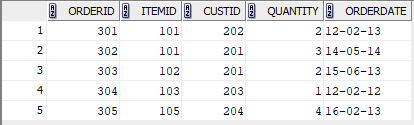 ORDERID ITEMID CUSTID QUANTITY ORDERDATE
1 301 101 202 2 12-02-13
2 302 101 201 3 14-05-14
3 303 102 201 2 15-06-13
4 304 103 203 1 12-02-12
5 305 105 204 4 16-02-13